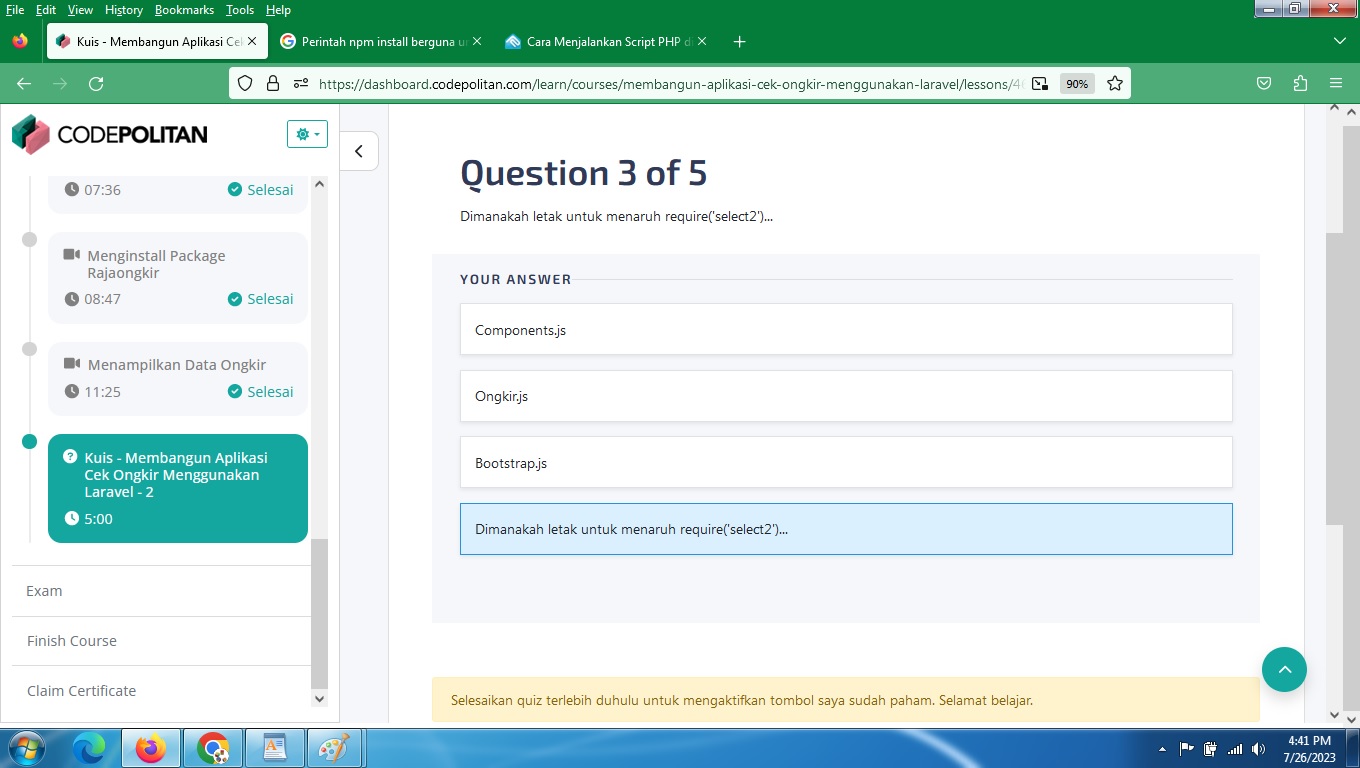 File Edit View History Bookmarks Tools Help
Kuis - Membangun Aplikasi Cek
Perintah npm install berguna un
Cara Menjalankan Script PHP di
https://dashboard.codepolitan.com/learn/courses/membangun-aplikasi-cek-ongkir-menggunakan-laravel/lessons/46
90%
CODEPOLITAN
07:36 Selesai
Menginstall Package
Rajaongkir
08:47 Selesai
Menampilkan Data Ongkir
11:25 Selesai
Kuis - Membangun Aplikasi
Cek Ongkir Menggunakan
Laravel - 2
5:00
Exam
Finish Course
Claim Certificate
Question 3 of 5
Dimanakah letak untuk menaruh require('select2')...
YOUR ANSWER
Components.js
Ongkir.js
Bootstrap.js
Dimanakah letak untuk menaruh require('select2')...
Selesaikan quiz terlebih duhulu untuk mengaktifkan tombol saya sudah paham. Selamat belajar.
4:41 PM
7/26/2023